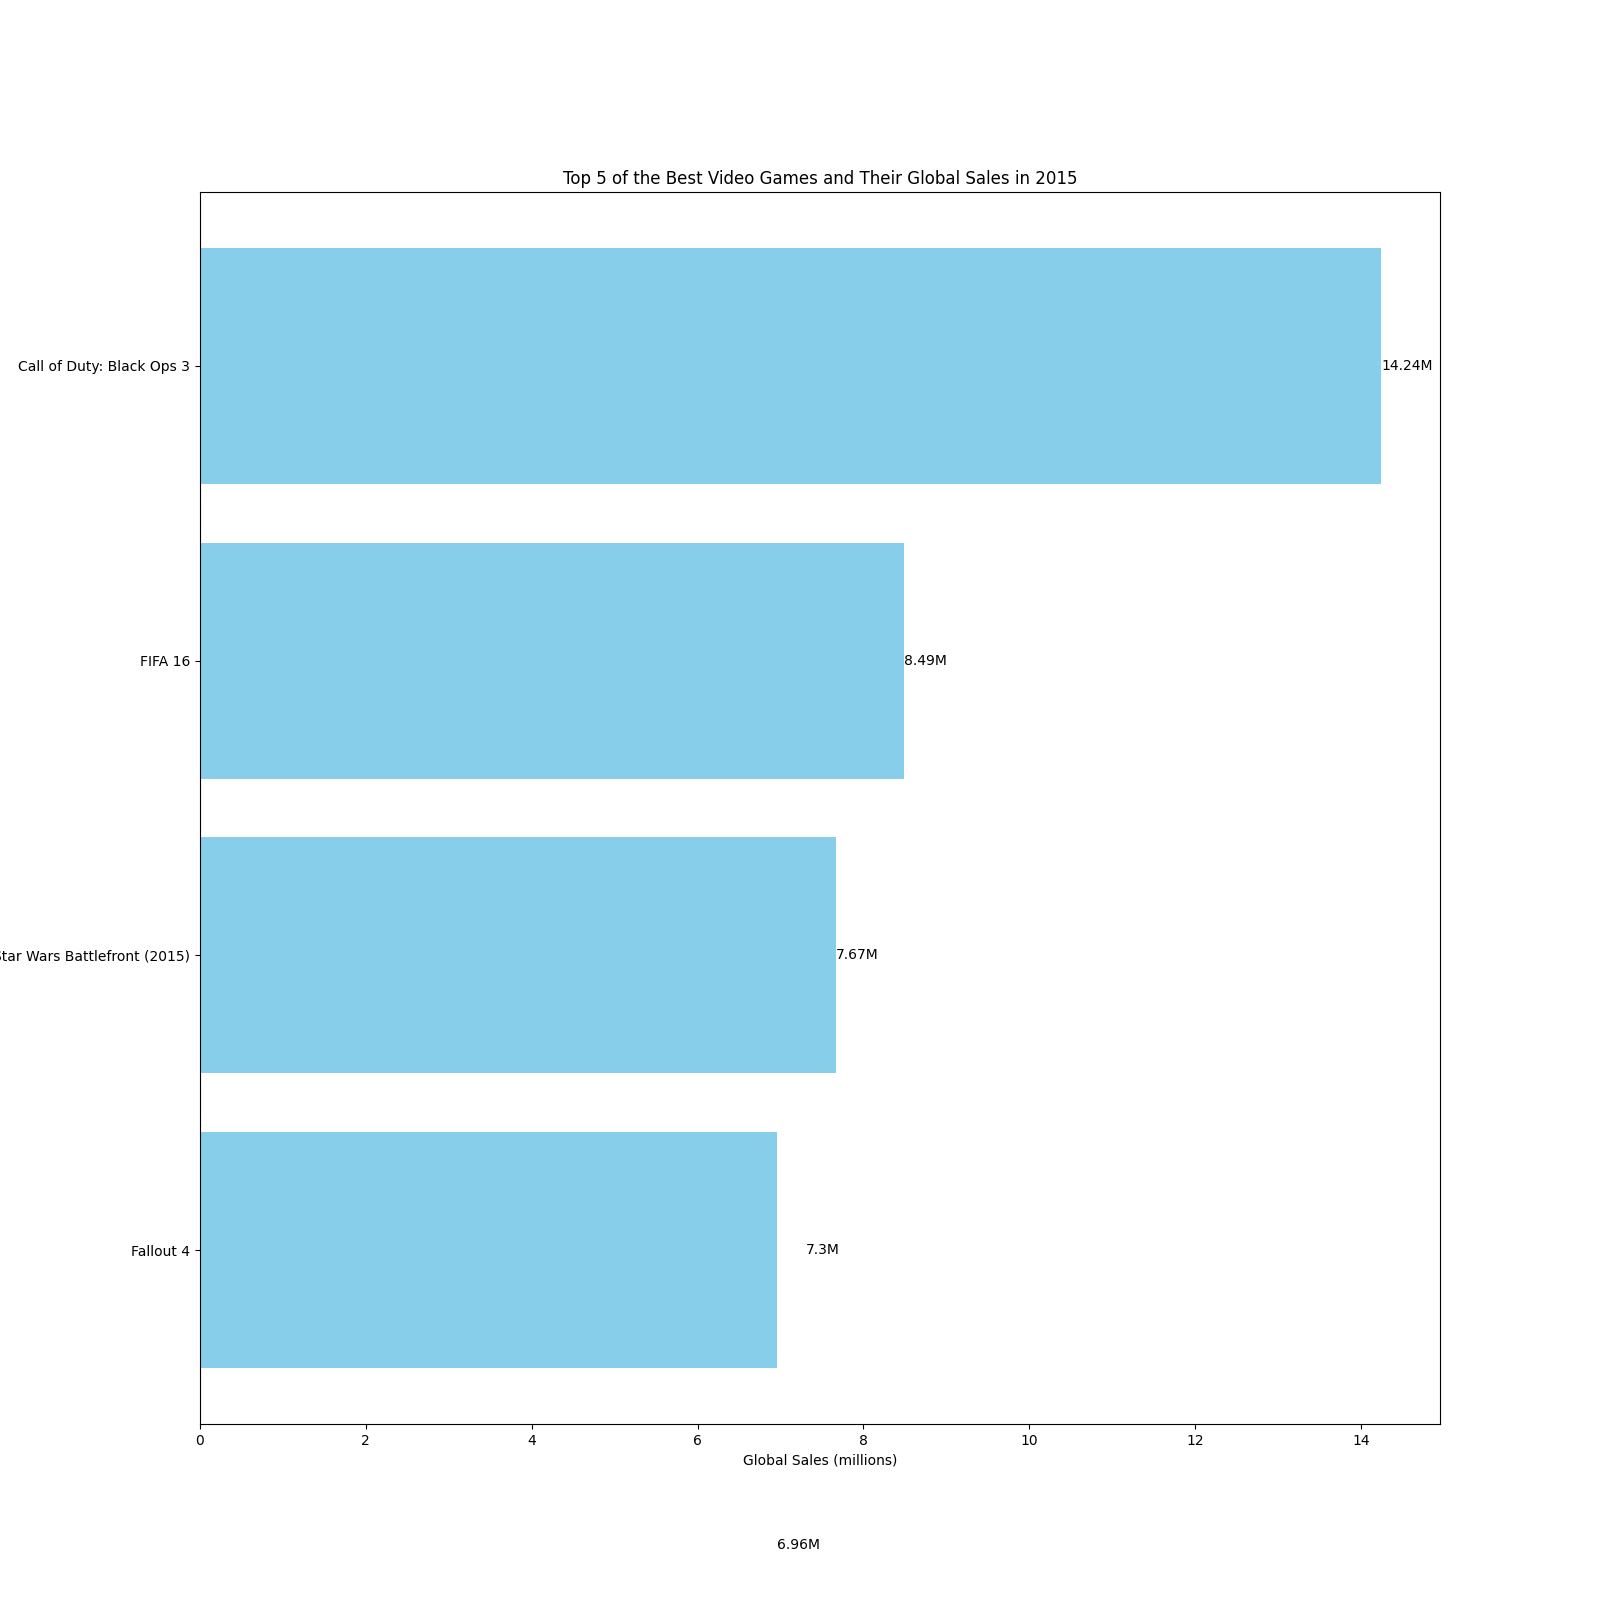 Top 5 of the Best Video Games and Their Global Sales in 2015
Call of Duty: Black Ops 3
14.24M
FIFA 16
8.49M
Star Wars Battlefront (2015)
7.67M
Fallout 4
7.3M
0 2 4 6 8 10 12 14
Global Sales (millions)
6.96M